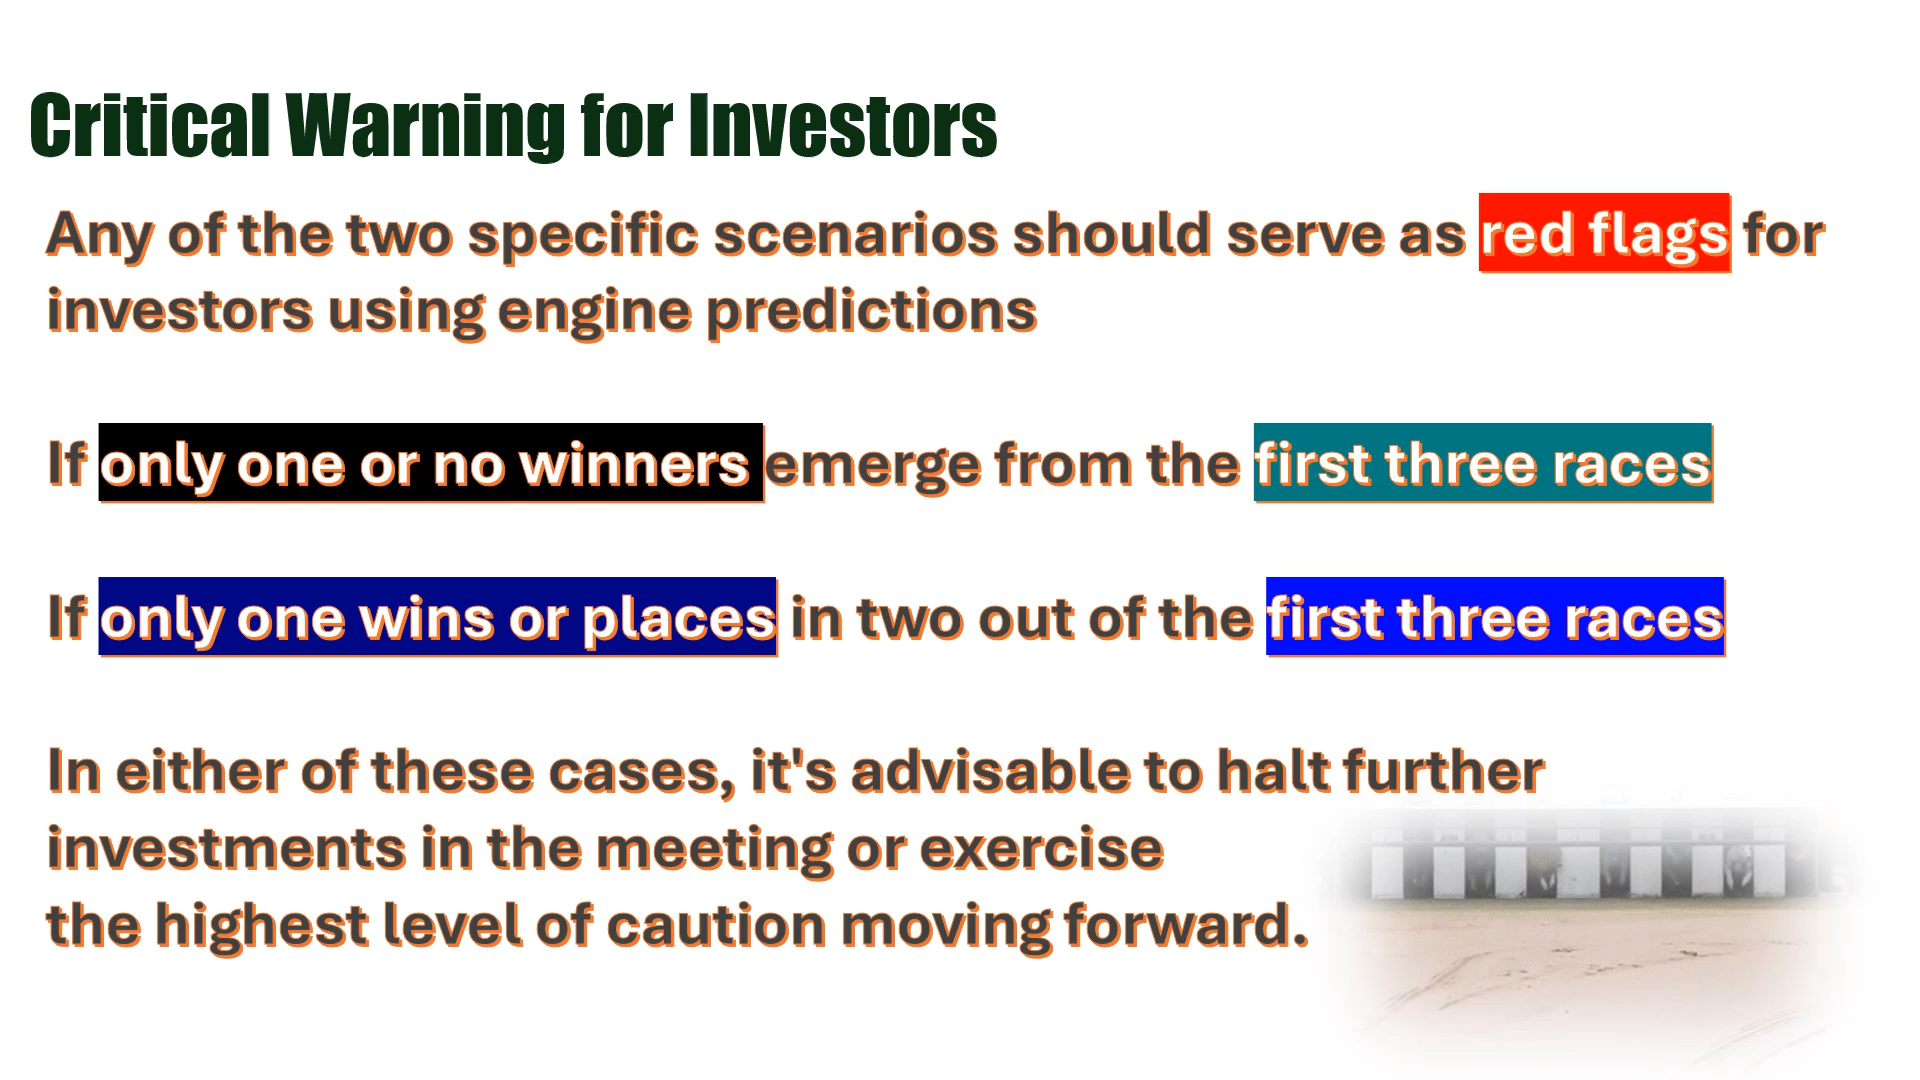 Critical Warning for Investors
Any of the two specific scenarios should serve as red flags for
investors using engine predictions
If only one or no winners emerge from the first three races
If only one wins or places in two out of the first three races
In either of these cases, it's advisable to halt further
investments in the meeting or exercise
the highest level of caution moving forward.